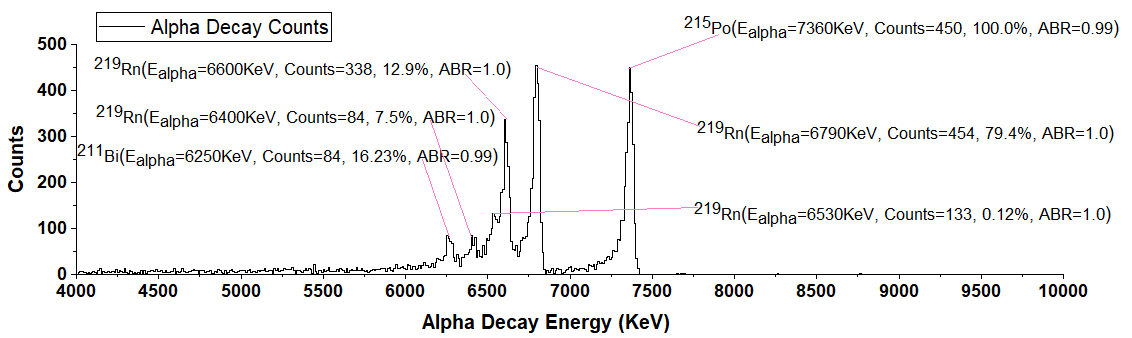 Alpha Decay Counts
215Po(Ealpha=7360KeV, Counts=450, 100.0%, ABR=0.99)
219Rn(Ealpha=6600KeV, Counts=338, 12.9%, ABR=1.0)
219Rn(Ealpha=6400KeV, Counts=84, 7.5%, ABR=1.0)
219Rn(Ealpha=6790KeV, Counts=454, 79.4%, ABR=1.0)
211Bi(Ealpha=6250KeV, Counts=84, 16.23%, ABR=0.99)
219Rn(Ealpha=6530KeV, Counts=133, 0.12%, ABR=1.0)
500
400
300
200
100
0
Counts
4000 4500 5000 5500 6000 6500 7000 7500 8000 8500 9000 9500 10000
Alpha Decay Energy (KeV)